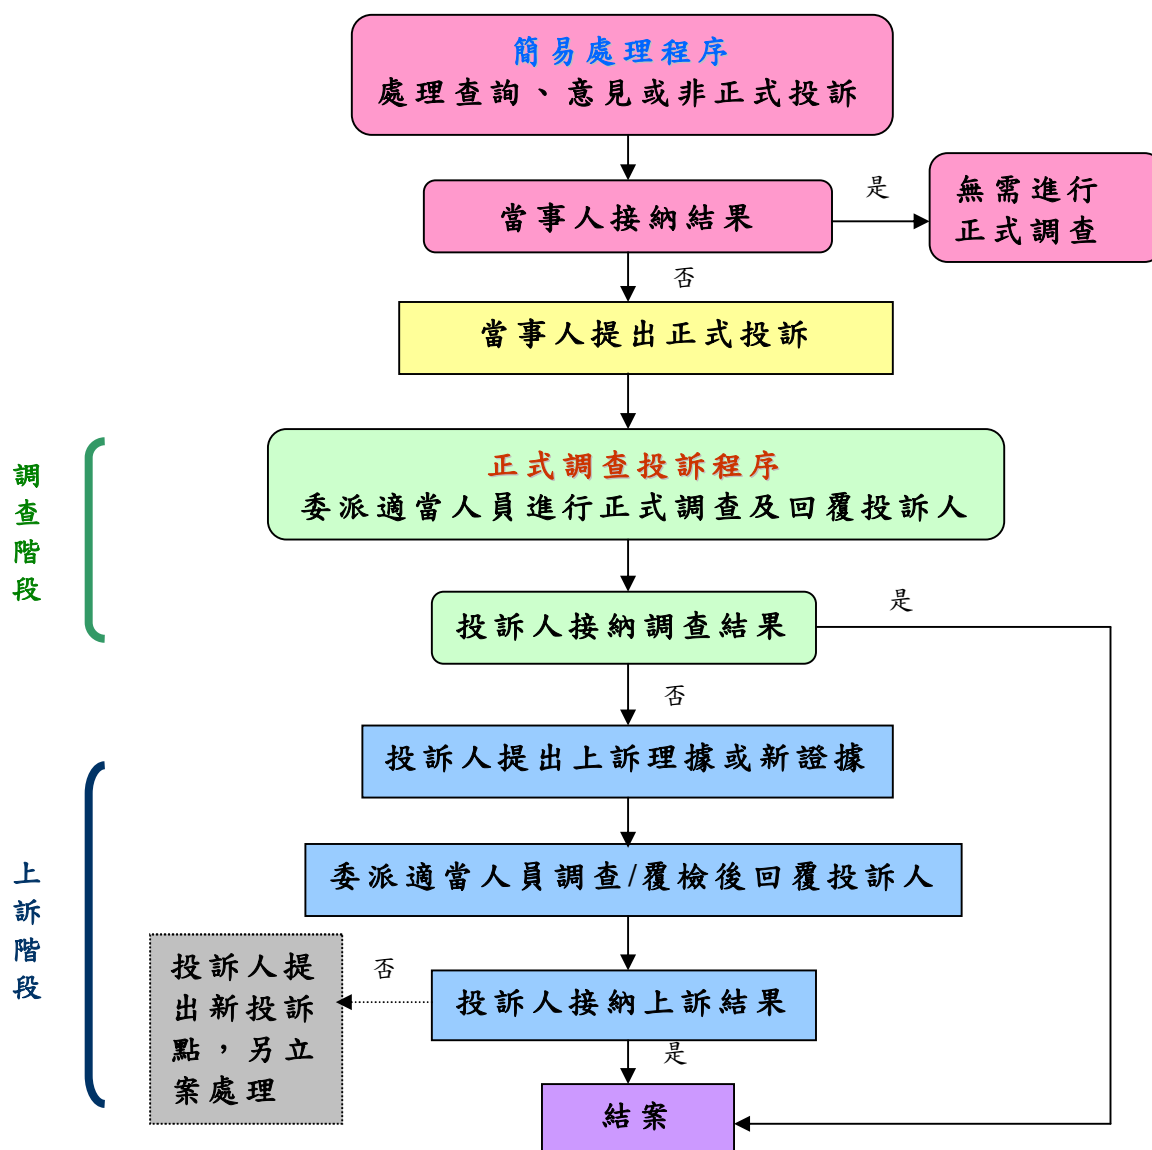 簡易處理程序
處理查詢、意見或非正式投訴
當事人接納結果
是
無需進行
正式調查
否
當事人提出正式投訴
調
查
階
段
正式調查投訴程序
委派適當人員進行正式調查及回覆投訴人
投訴人接納調查結果
是
否
投訴人提出上訴理據或新證據
上
訴
階
段
委派適當人員調查/覆檢後回覆投訴人
投訴人提
出新投訴
點，另立
案處理
否
投訴人接納上訴結果
是
結案